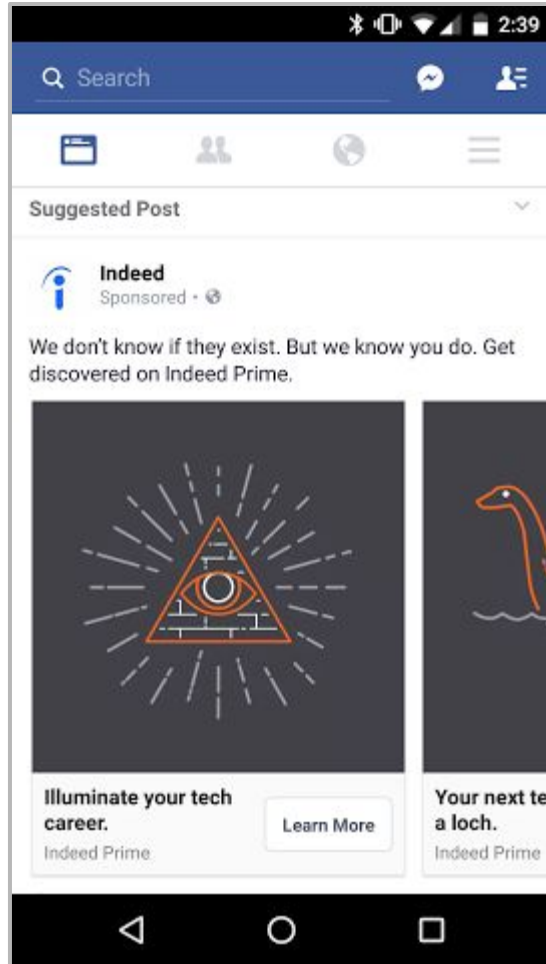 2:39
Search
Suggested Post
Indeed
Sponsored ·
We don't know if they exist. But we know you do. Get
discovered on Indeed Prime.
Illuminate your tech
career.
Indeed Prime
Learn More
Your next te
a loch.
Indeed Prime